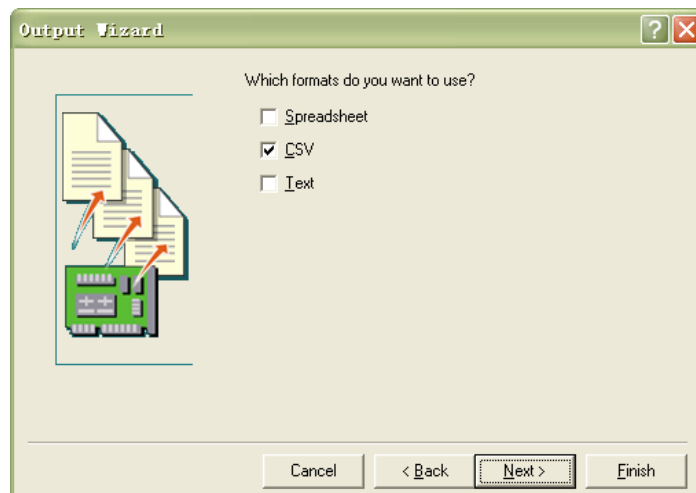 Output Wizard
Which formats do you want to use?
Spreadsheet
CSV
Text
Cancel
< Back
Next >
Finish